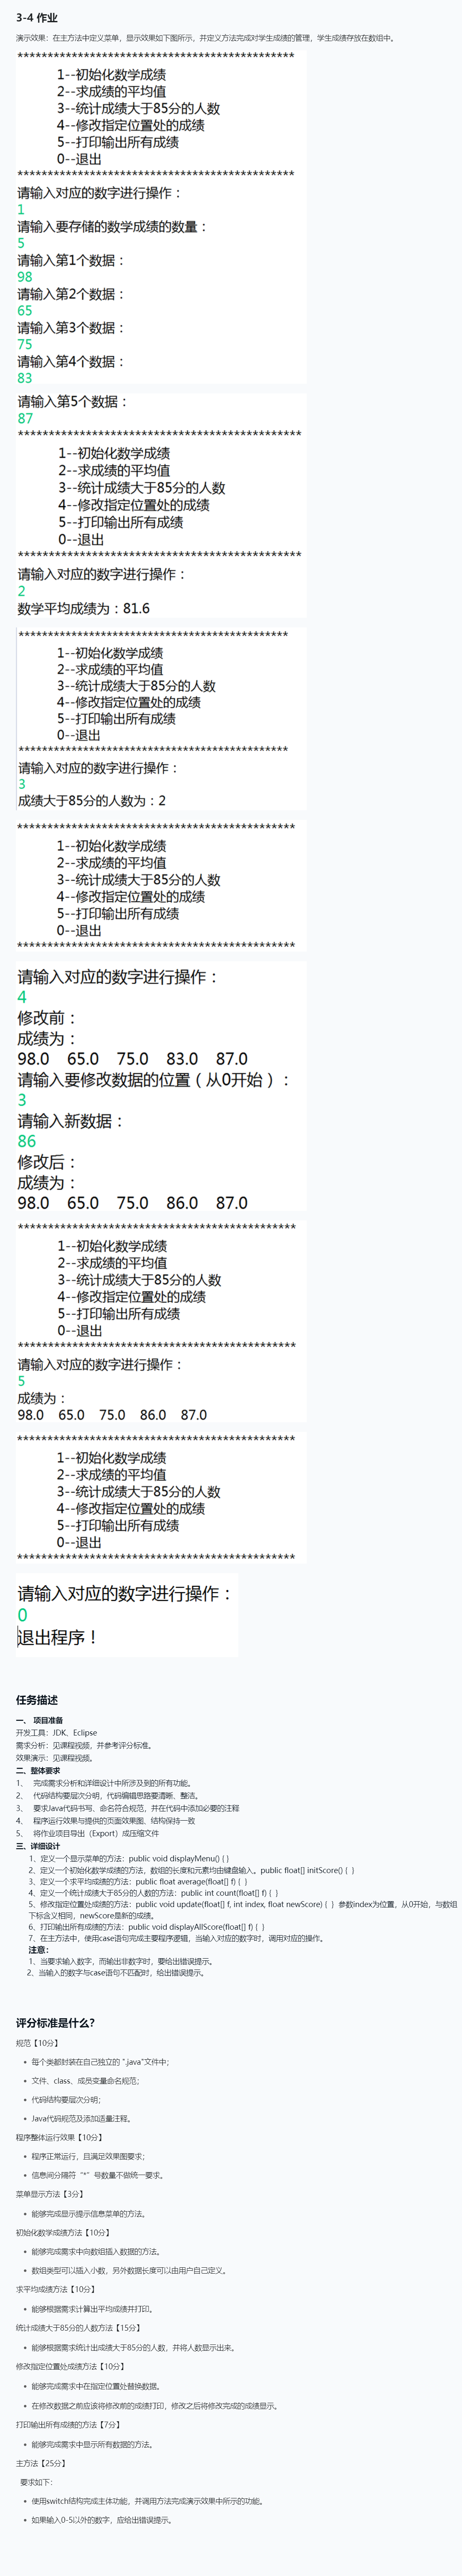 3-4 作业
演示效果：在主方法中定义菜单，显示效果如下图所示，并定义方法完成对学生成绩的管理，学生成绩存放在数组中。
**********************************************
1--初始化数学成绩
2--求成绩的平均值
3--统计成绩大于85分的人数
4--修改指定位置处的成绩
5--打印输出所有成绩
0--退出
**********************************************
请输入对应的数字进行操作：
1
请输入要存储的数学成绩的数量：
5
请输入第1个数据：
98
请输入第2个数据：
65
请输入第3个数据：
75
请输入第4个数据：
83
请输入第5个数据：
87
**********************************************
1--初始化数学成绩
2--求成绩的平均值
3--统计成绩大于85分的人数
4--修改指定位置处的成绩
5--打印输出所有成绩
0--退出
**********************************************
请输入对应的数字进行操作：
2
数学平均成绩为：81.6
**********************************************
1--初始化数学成绩
2--求成绩的平均值
3--统计成绩大于85分的人数
4--修改指定位置处的成绩
5--打印输出所有成绩
0--退出
**********************************************
请输入对应的数字进行操作：
3
成绩大于85分的人数为：2
**********************************************
1--初始化数学成绩
2--求成绩的平均值
3--统计成绩大于85分的人数
4--修改指定位置处的成绩
5--打印输出所有成绩
0--退出
**********************************************
请输入对应的数字进行操作：
4
修改前：
成绩为：
98.0 65.0 75.0 83.0 87.0
请输入要修改数据的位置（从0开始）：
3
请输入新数据：
86
修改后：
成绩为：
98.0 65.0 75.0 86.0 87.0
**********************************************
1--初始化数学成绩
2--求成绩的平均值
3--统计成绩大于85分的人数
4--修改指定位置处的成绩
5--打印输出所有成绩
0--退出
**********************************************
请输入对应的数字进行操作：
5
成绩为：
98.0 65.0 75.0 86.0 87.0
**********************************************
1--初始化数学成绩
2--求成绩的平均值
3--统计成绩大于85分的人数
4--修改指定位置处的成绩
5--打印输出所有成绩
0--退出
**********************************************
请输入对应的数字进行操作：
0
退出程序！
任务描述
一、 项目准备
开发工具：JDK、Eclipse
需求分析：见课程视频，并参考评分标准。
效果演示：见课程视频。
二、整体要求
1、 完成需求分析和详细设计中所涉及到的所有功能。
2、 代码结构要层次分明，代码编辑思路要清晰、整洁。
3、 要求Java代码书写、命名符合规范，并在代码中添加必要的注释
4、 程序运行效果与提供的页面效果图、结构保持一致
5、 将作业项目导出（Export）成压缩文件
三、详细设计
1、定义一个显示菜单的方法：public void displayMenu() { }
2、定义一个初始化数学成绩的方法，数组的长度和元素均由键盘输入。public float[] initScore() { }
3、定义一个求平均成绩的方法：public float average(float[] f) { }
4、定义一个统计成绩大于85分的人数的方法：public int count(float[] f) { }
5、修改指定位置处成绩的方法：public void update(float[] f, int index, float newScore) { } 参数index为位置，从0开始，与数组
下标含义相同，newScore是新的成绩。
6、打印输出所有成绩的方法：public void displayAllScore(float[] f) { }
7、在主方法中，使用case语句完成主要程序逻辑，当输入对应的数字时，调用对应的操作。
注意：
1、当要求输入数字，而输出非数字时，要给出错误提示。
2、当输入的数字与case语句不匹配时，给出错误提示。
评分标准是什么？
规范【10分】
• 每个类都封装在自己独立的 ".java"文件中；
• 文件、class、成员变量命名规范；
• 代码结构要层次分明；
• Java代码规范及添加适量注释。
程序整体运行效果【10分】
• 程序正常运行，且满足效果图要求；
• 信息间分隔符 “*” 号数量不做统一要求。
菜单显示方法【3分】
• 能够完成显示提示信息菜单的方法。
初始化数学成绩方法【10分】
• 能够完成需求中向数组插入数据的方法。
• 数组类型可以插入小数，另外数据长度可以由用户自己定义。
求平均成绩方法【10分】
• 能够根据需求计算出平均成绩并打印。
统计成绩大于85分的人数方法【15分】
• 能够根据需求统计出成绩大于85分的人数，并将人数显示出来。
修改指定位置处成绩方法【10分】
• 能够完成需求中在指定位置处替换数据。
• 在修改数据之前应该将修改前的成绩打印，修改之后将修改完成的成绩显示。
打印输出所有成绩的方法【7分】
• 能够完成需求中显示所有数据的方法。
主方法【25分】
要求如下：
• 使用switch结构完成主体功能，并调用方法完成演示效果中所示的功能。
• 如果输入0-5以外的数字，应给出错误提示。